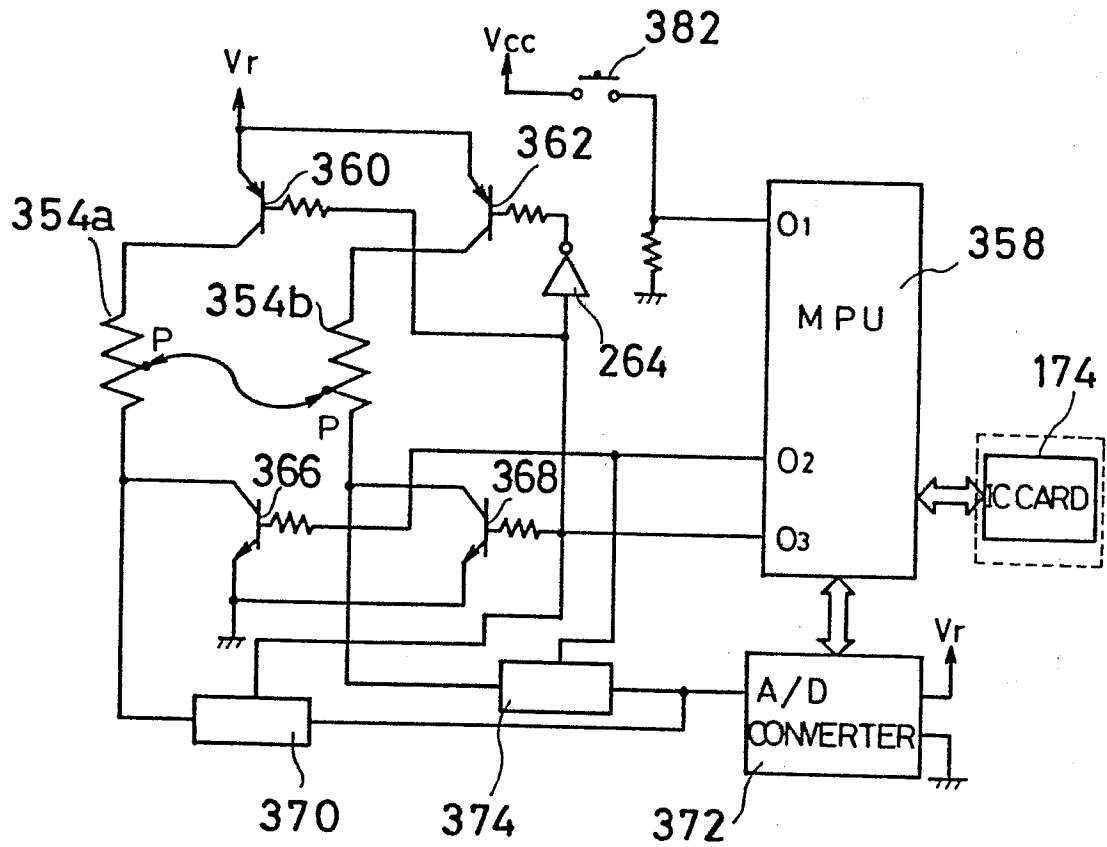 382
Vcc
Vr
362
360
354a
O1
358
354b
MPU
P
264
174
P
O2
366
368
IC CARD
O3
Vr
A/D
CONVERTER
370
374
372